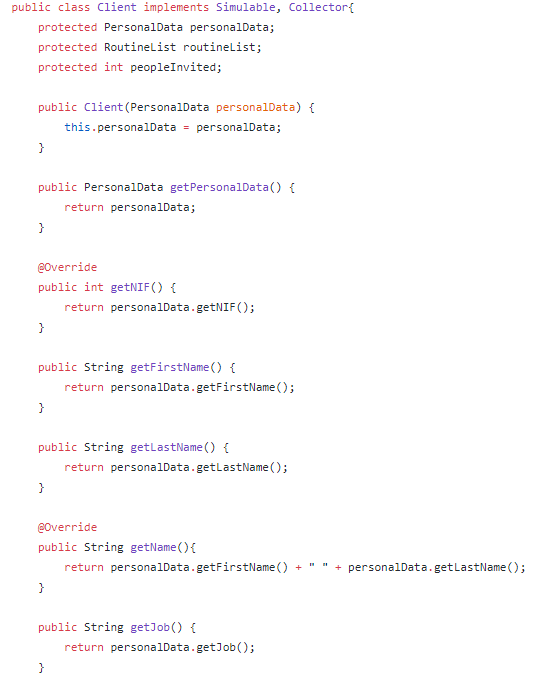 public class Client implements Simulable, Collector{
protected PersonalData personalData;
protected RoutineList routineList;
protected int peopleInvited;
public Client(PersonalData personalData) {
this.personalData = personalData;
}
public PersonalData getPersonalData() {
return personalData;
}
@Override
public int getNIF() {
return personalData.getNIF();
}
public String getFirstName() {
return personalData.getFirstName();
}
public String getLastName() {
return personalData.getLastName();
}
@Override
public String getName(){
return personalData.getFirstName() + " " + personalData.getLastName();
}
public String getJob() {
return personalData.getJob();
}